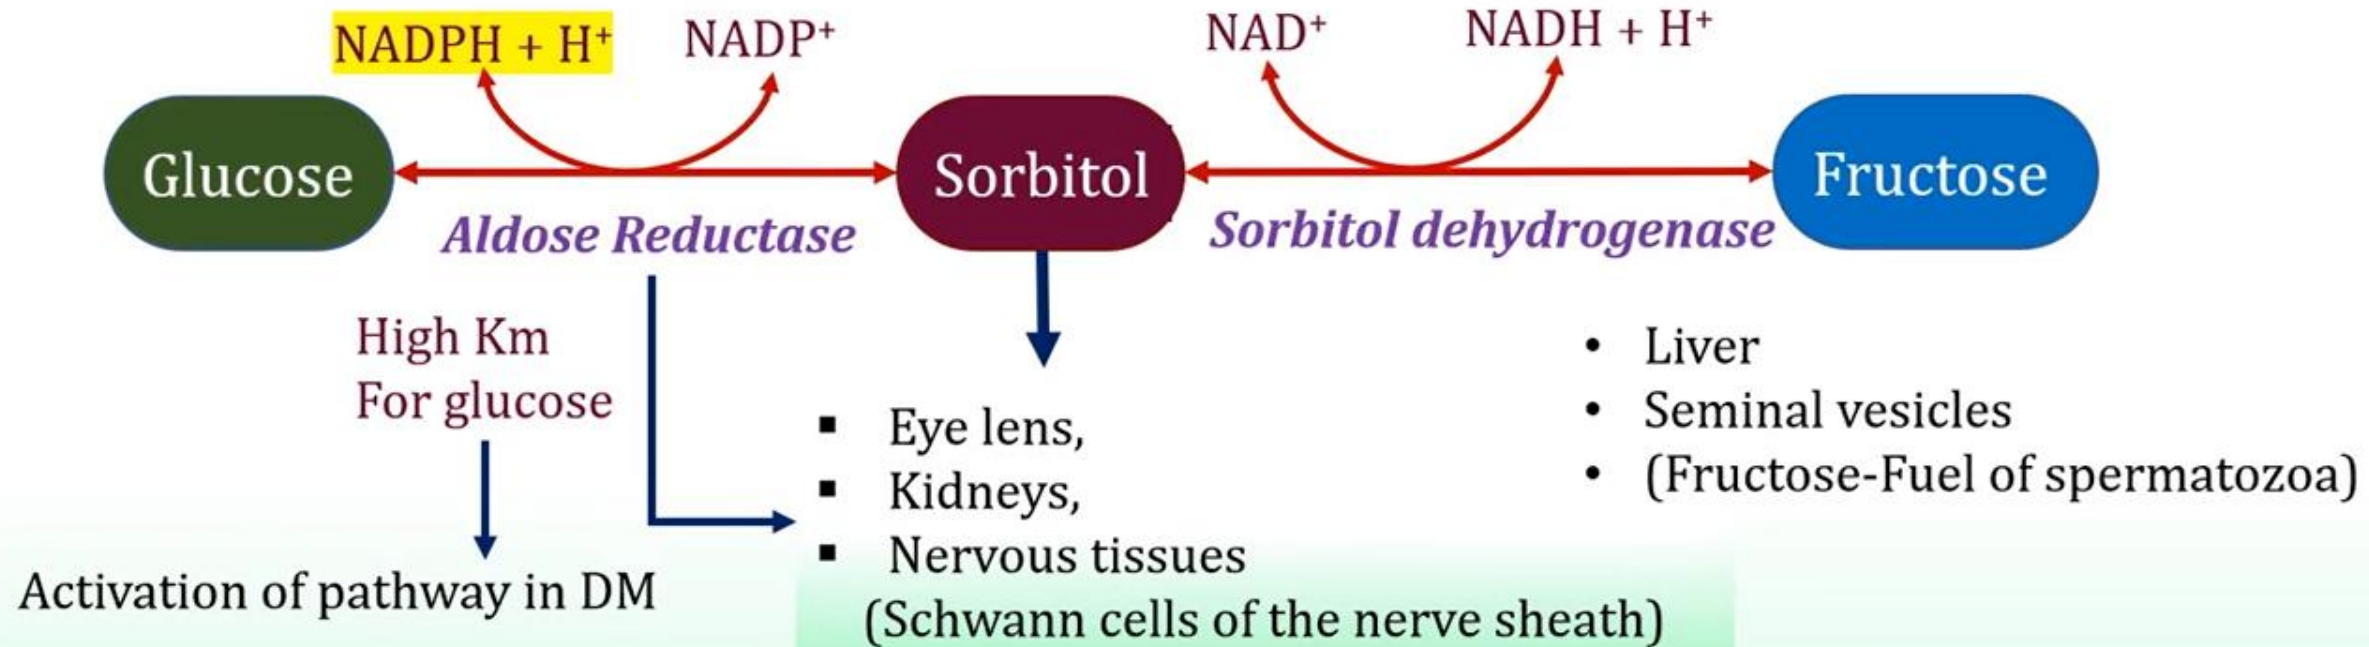 NADPH + H⁺ NADP⁺ NAD⁺ NADH + H⁺
Glucose Sorbitol Fructose
Aldose Reductase Sorbitol dehydrogenase
High Km
For glucose
Activation of pathway in DM
▪ Eye lens,
▪ Kidneys,
▪ Nervous tissues
(Schwann cells of the nerve sheath)
• Liver
• Seminal vesicles
• (Fructose-Fuel of spermatozoa)